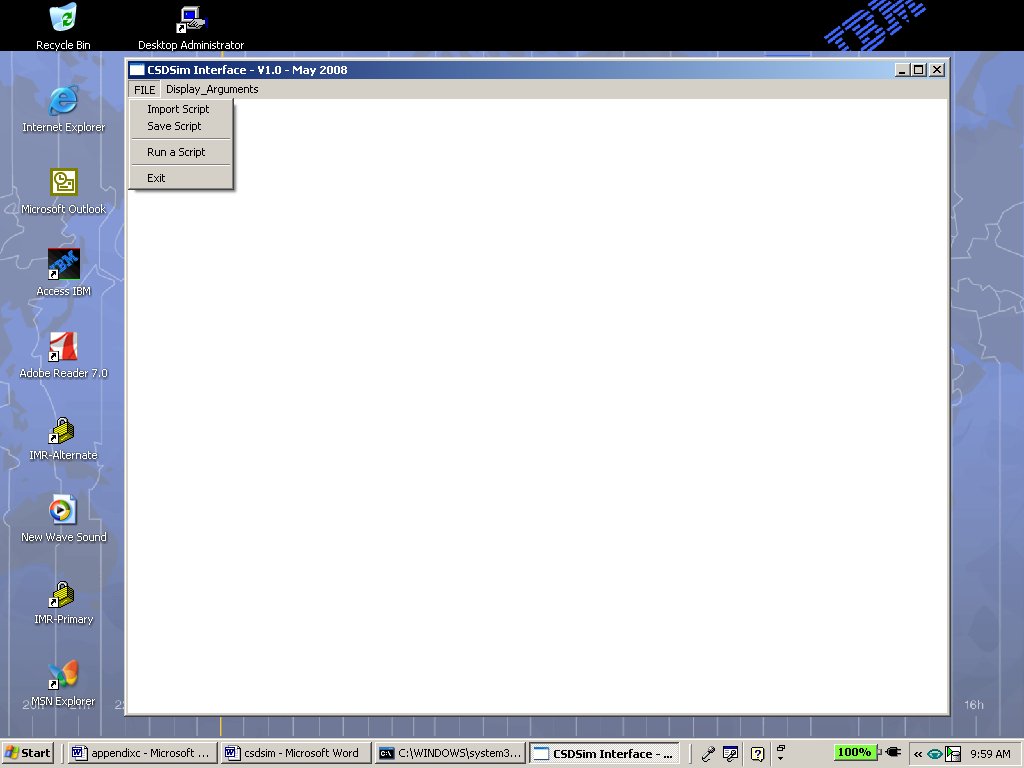 IBM
Recycle Bin
Desktop Administrator
CSDSim Interface - V1.0 - May 2008
FILE Display_Arguments
Import Script
Save Script
Run a Script
Exit
Internet Explorer
Microsoft Outlook
IBM
Access IBM
Adobe Reader 7.0
IMR-Alternate
New Wave Sound
IMR-Primary
MSN Explorer
16h
Start
appendixc - Microsoft ...
csdsim - Microsoft Word
C:\WINDOWS\system3...
CSDSim Interface - ...
100%
9:59 AM